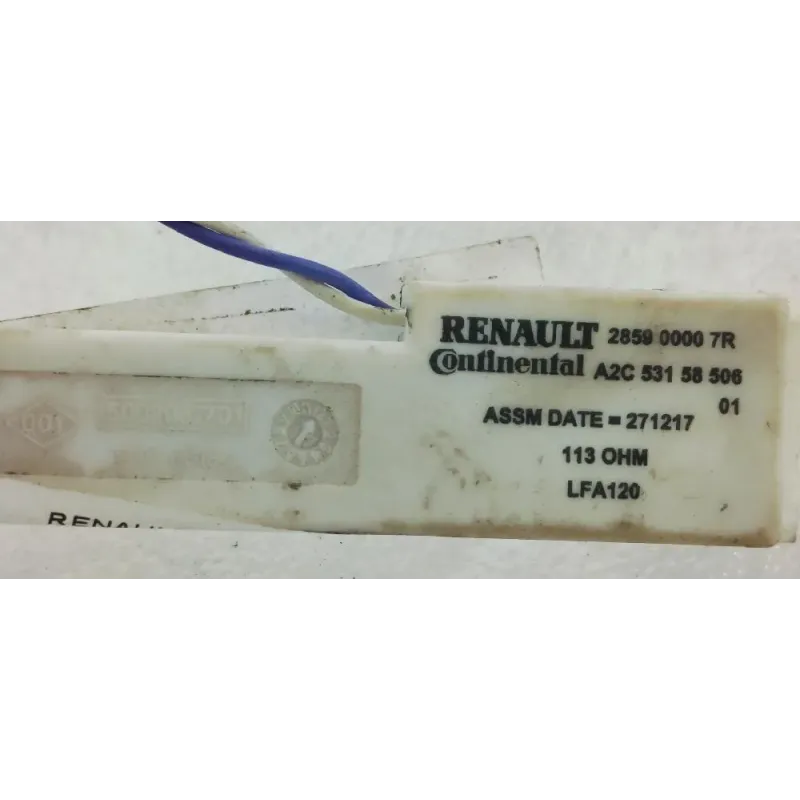 RENAULT 2859 0000 7R
Continental A2C 531 58 506
01
ASSM DATE = 271217
113 OHM
LFA120